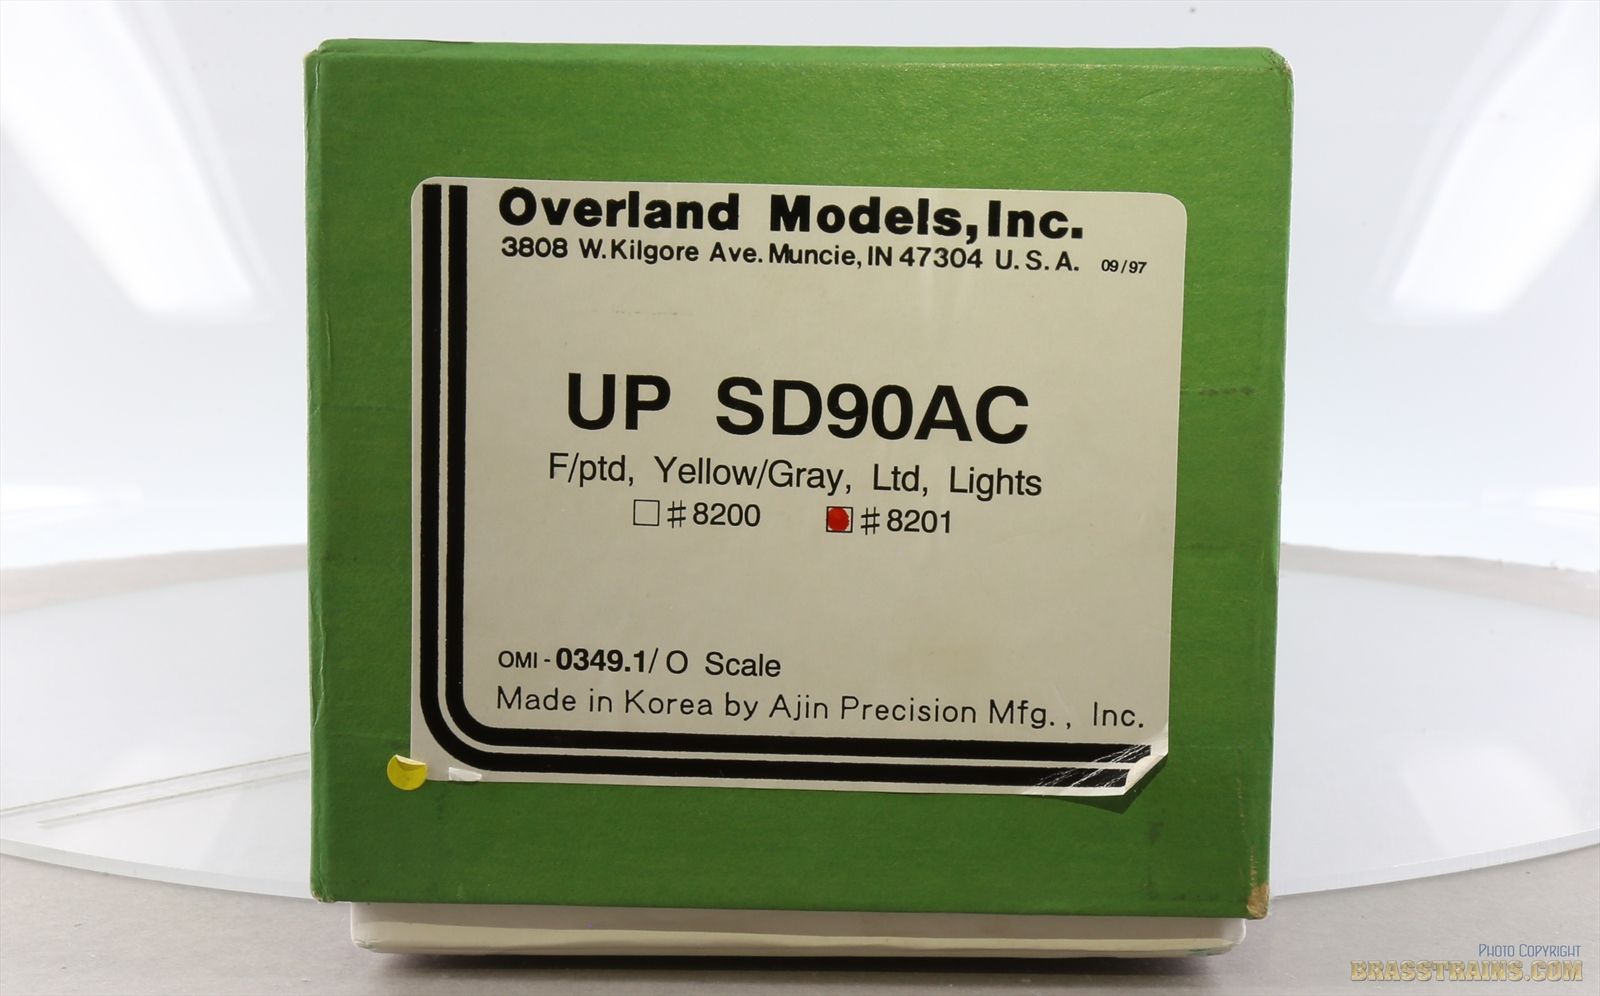 Overland Models, Inc.
3808 W. Kilgore Ave. Muncie, IN 47304 U.S.A. 09/97
UP SD90AC
F/ptd, Yellow/Gray, Ltd, Lights
#8200 #8201
OMI-0349.1/ O Scale
Made in Korea by Ajin Precision Mfg., Inc.
Photo Copyright
BRASSTRAINS.COM